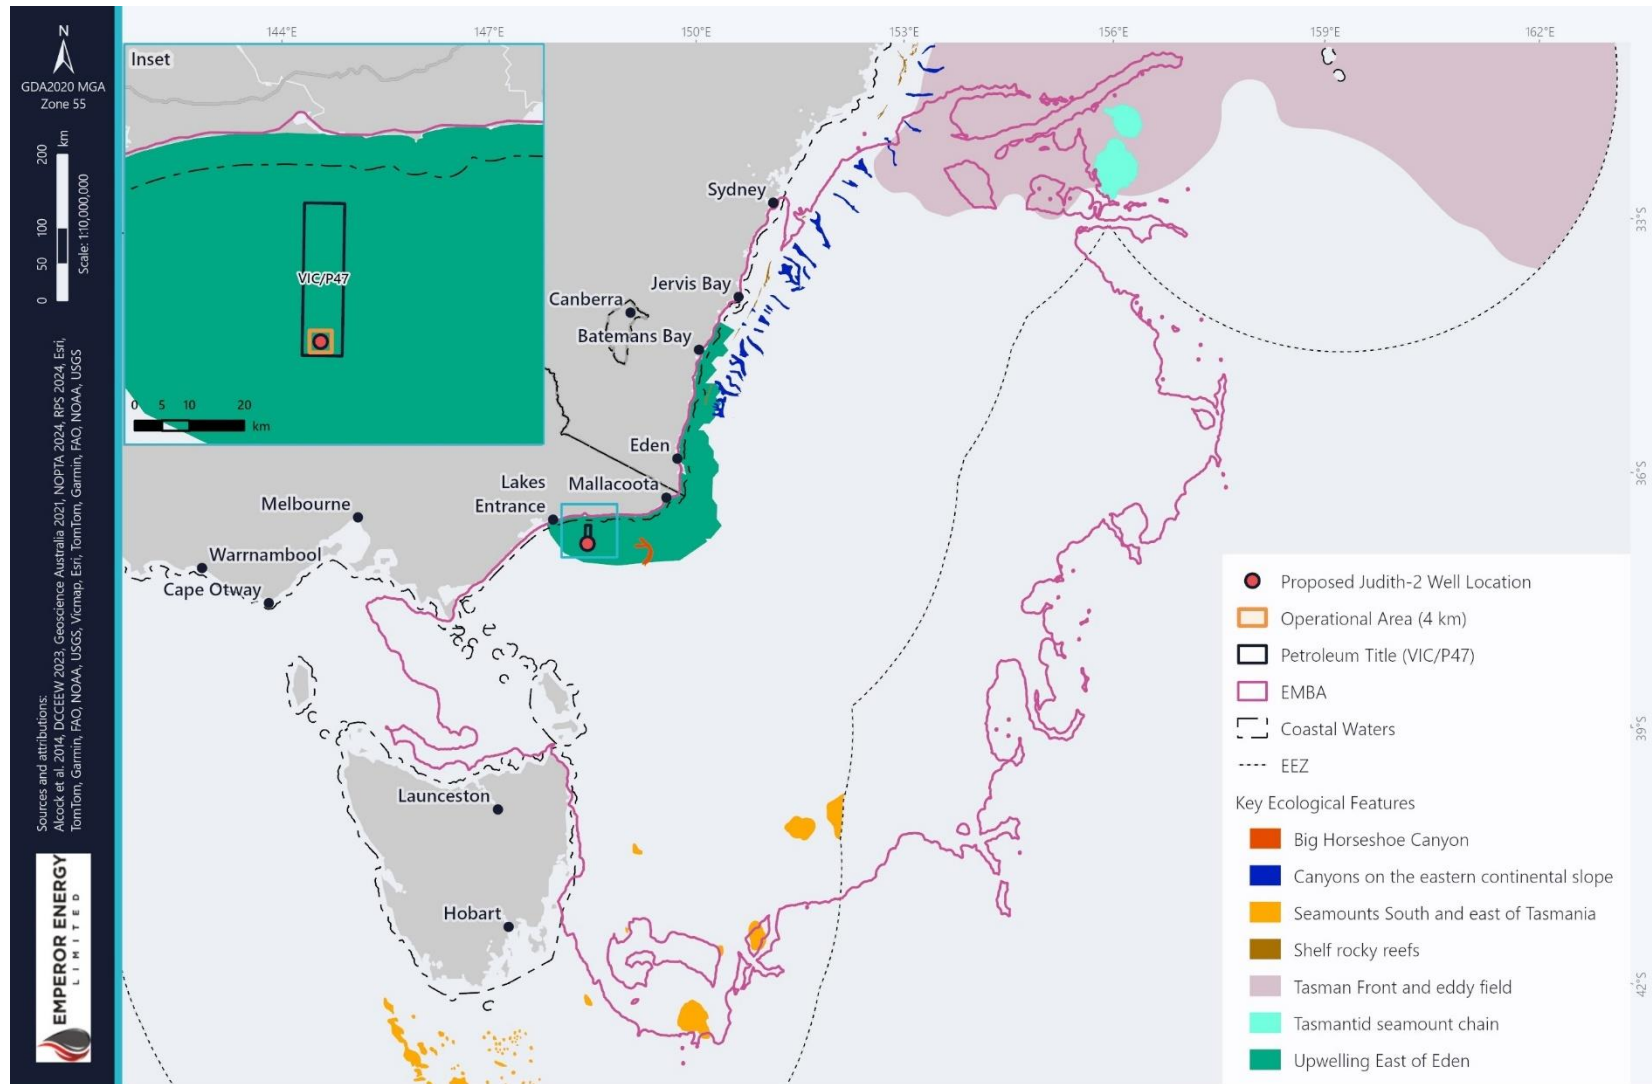 N
GDA2020 MGA
Zone 55
0 50 100 200
km
Scale: 1:10,000,000
Sources and attributions:
Alcock et al. 2014, DCCEEW 2023, Geoscience Australia 2021, NOPTA 2024, RPS 2024, Esri,
TomTom, Garmin, FAO, NOAA, USGS, Vicmap, Esri, TomTom, Garmin, FAO, NOAA, USGS
EMPEROR ENERGY
LIMITED
144°E
147°E
150°E
153°E
156°E
159°E
162°E
33°S
36°S
39°S
42°S
Inset
VIC/P47
0 5 10 20
km
Sydney
Jervis Bay
Canberra
Batemans Bay
Eden
Lakes
Entrance
Mallacoota
Melbourne
Warrnambool
Cape Otway
Launceston
Hobart
Proposed Judith-2 Well Location
Operational Area (4 km)
Petroleum Title (VIC/P47)
EMBA
Coastal Waters
EEZ
Key Ecological Features
Big Horseshoe Canyon
Canyons on the eastern continental slope
Seamounts South and east of Tasmania
Shelf rocky reefs
Tasman Front and eddy field
Tasmantid seamount chain
Upwelling East of Eden